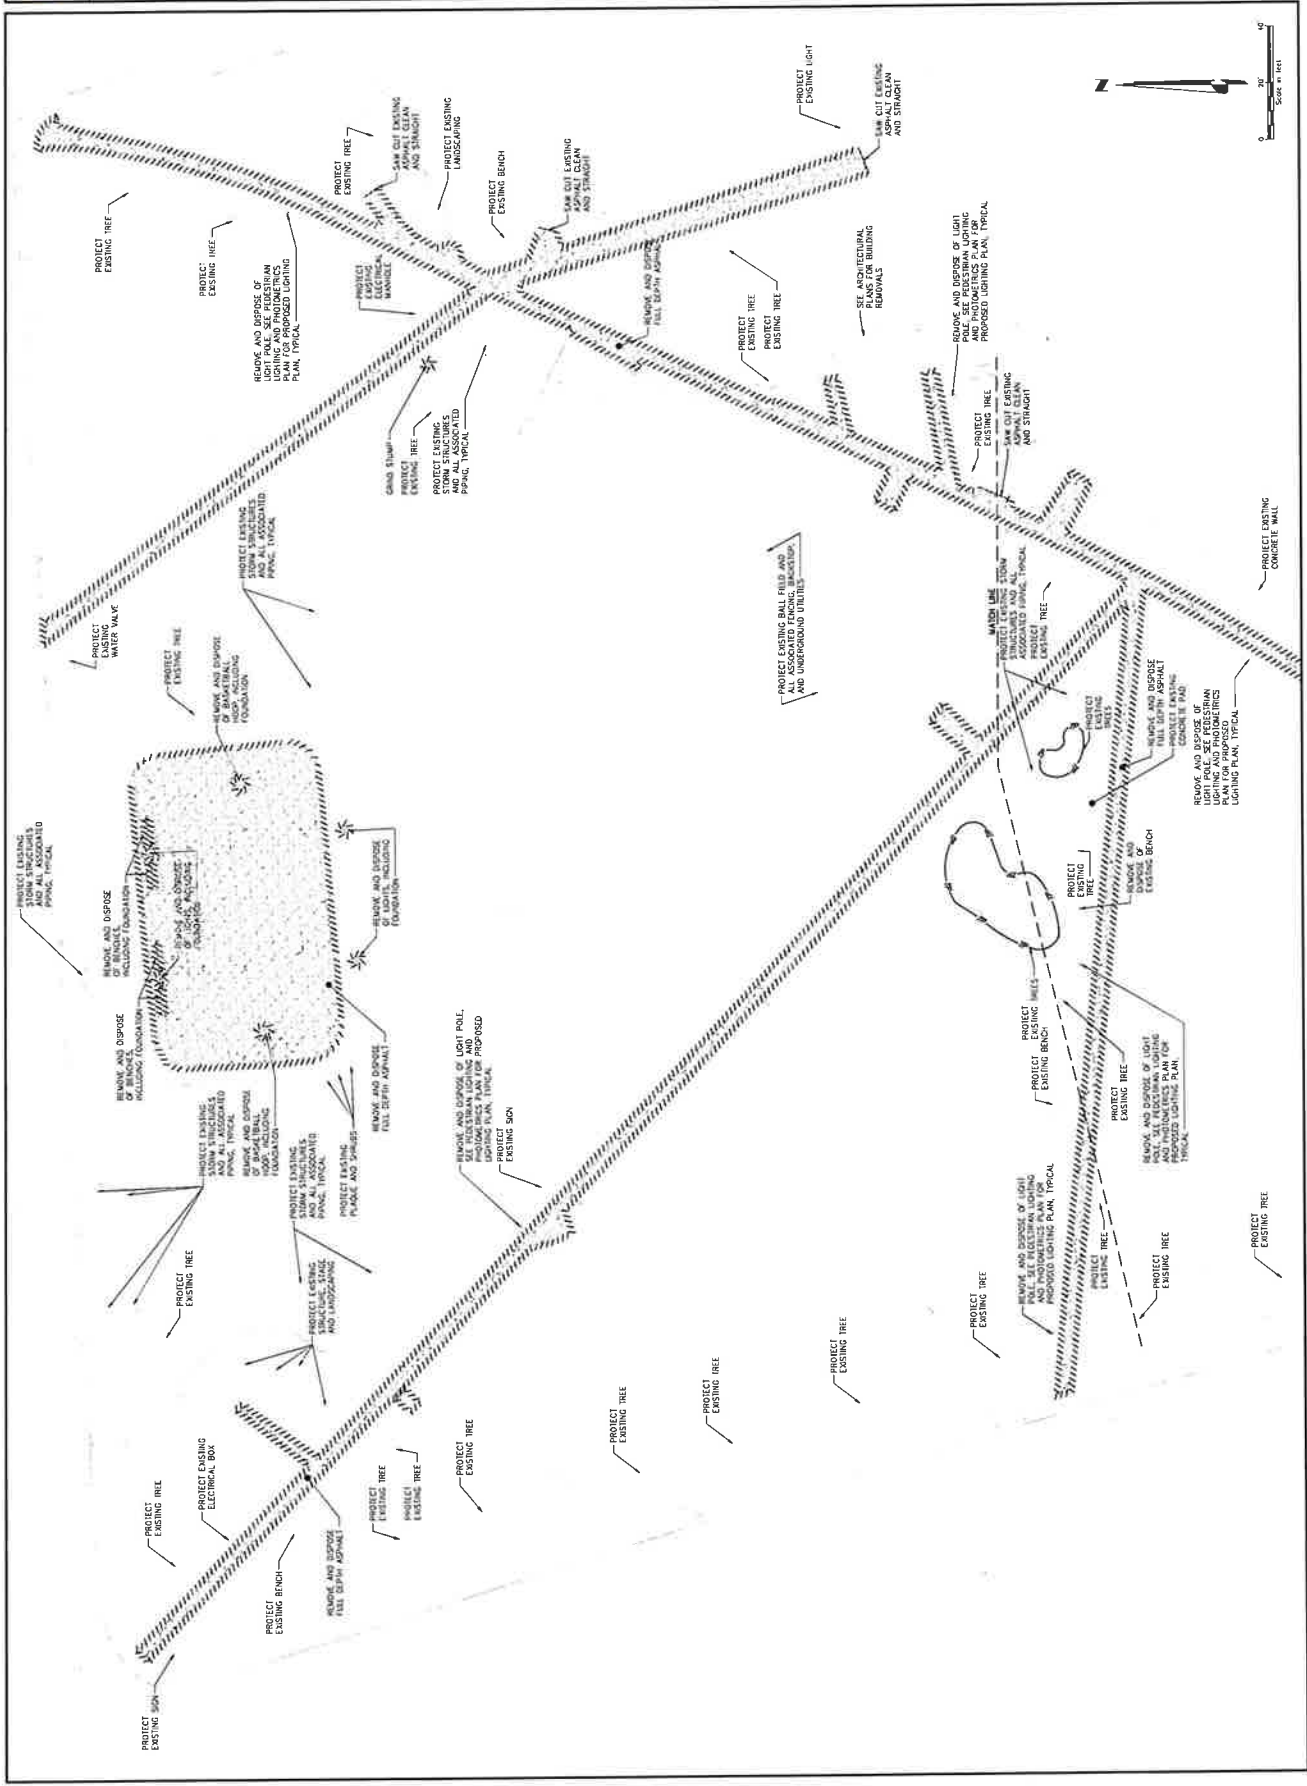 PROTECT EXISTING
STORM STRUCTURES
AND ALL ASSOCIATED
PIPING, TYPICAL
REMOVE AND DISPOSE
OF BENCHES,
INCLUDING FOUNDATION
REMOVE AND DISPOSE
OF BENCHES,
INCLUDING FOUNDATION
REMOVE AND DISPOSE
OF LIGHTS, INCLUDING
FOUNDATION
PROTECT
EXISTING
WATER VALVE
PROTECT
EXISTING TREE
REMOVE AND DISPOSE
OF BASKETBALL
HOOP, INCLUDING
FOUNDATION
PROTECT EXISTING
STORM STRUCTURES
AND ALL ASSOCIATED
PIPING, TYPICAL
PROTECT
EXISTING TREE
PROTECT
EXISTING TREE
REMOVE AND DISPOSE OF
LIGHT POLE, SEE PEDESTRIAN
LIGHTING AND PHOTOMETRICS
PLAN FOR PROPOSED LIGHTING
PLAN, TYPICAL
PROTECT
EXISTING TREE
SAW CUT EXISTING
ASPHALT CLEAN
AND STRAIGHT
PROTECT EXISTING
LANDSCAPING
PROTECT
EXISTING
ELECTRICAL
MANHOLE
PROTECT
EXISTING BENCH
SAW CUT EXISTING
ASPHALT CLEAN
AND STRAIGHT
GRIND STUMP
PROTECT
EXISTING TREE
PROTECT EXISTING
STORM STRUCTURES
AND ALL ASSOCIATED
PIPING, TYPICAL
REMOVE AND DISPOSE
FULL DEPTH ASPHALT
PROTECT
EXISTING LIGHT
SAW CUT EXISTING
ASPHALT CLEAN
AND STRAIGHT
PROTECT
EXISTING TREE
PROTECT
EXISTING TREE
SEE ARCHITECTURAL
PLANS FOR BUILDING
REMOVALS
REMOVE AND DISPOSE OF LIGHT
POLE, SEE PEDESTRIAN LIGHTING
AND PHOTOMETRICS PLAN FOR
PROPOSED LIGHTING PLAN, TYPICAL
PROTECT
EXISTING TREE
SAW CUT EXISTING
ASPHALT CLEAN
AND STRAIGHT
PROTECT EXISTING BALL FIELD AND
ALL ASSOCIATED FENCING, BACKSTOP,
AND UNDERGROUND UTILITIES
MATCH LINE
PROTECT EXISTING STORM
STRUCTURES AND ALL
ASSOCIATED PIPING, TYPICAL
PROTECT
EXISTING TREE
PROTECT EXISTING
CONCRETE WALL
PROTECT
EXISTING
TREES
REMOVE AND DISPOSE
FULL DEPTH ASPHALT
PROTECT EXISTING
CONCRETE PAD
REMOVE AND DISPOSE OF
LIGHT POLE, SEE PEDESTRIAN
LIGHTING AND PHOTOMETRICS
PLAN FOR PROPOSED
LIGHTING PLAN, TYPICAL
REMOVE AND
DISPOSE OF
EXISTING BENCH
PROTECT
EXISTING
TREE
PROTECT
EXISTING TREES
PROTECT
EXISTING BENCH
PROTECT
EXISTING TREE
REMOVE AND DISPOSE OF LIGHT
POLE, SEE PEDESTRIAN LIGHTING
AND PHOTOMETRICS PLAN FOR
PROPOSED LIGHTING PLAN,
TYPICAL
REMOVE AND DISPOSE OF LIGHT
POLE, SEE PEDESTRIAN LIGHTING
AND PHOTOMETRICS PLAN FOR
PROPOSED LIGHTING PLAN, TYPICAL
PROTECT
EXISTING TREE
PROTECT
EXISTING TREE
PROTECT
EXISTING TREE
PROTECT
EXISTING TREE
REMOVE AND DISPOSE
OF LIGHTS, INCLUDING
FOUNDATION
REMOVE AND DISPOSE
FULL DEPTH ASPHALT
PROTECT EXISTING
STORM STRUCTURES
AND ALL ASSOCIATED
PIPING, TYPICAL
REMOVE AND DISPOSE
OF BASKETBALL
HOOP, INCLUDING
FOUNDATION
PROTECT EXISTING
STORM STRUCTURES
AND ALL ASSOCIATED
PIPING, TYPICAL
PROTECT EXISTING
PLAQUE AND SHRUBS
REMOVE AND DISPOSE OF LIGHT POLE,
SEE PEDESTRIAN LIGHTING AND
PHOTOMETRICS PLAN FOR PROPOSED
LIGHTING PLAN, TYPICAL
PROTECT
EXISTING SIGN
PROTECT
EXISTING TREE
PROTECT EXISTING
STRUCTURE, STAGE
AND LANDSCAPING
PROTECT
EXISTING TREE
PROTECT
EXISTING TREE
PROTECT
EXISTING TREE
PROTECT
EXISTING TREE
PROTECT
EXISTING TREE
PROTECT
EXISTING TREE
PROTECT EXISTING
ELECTRICAL BOX
PROTECT
EXISTING TREE
REMOVE AND DISPOSE
FULL DEPTH ASPHALT
PROTECT
EXISTING BENCH
PROTECT
EXISTING SIGN
N
0 20' 40'
Scale in feet